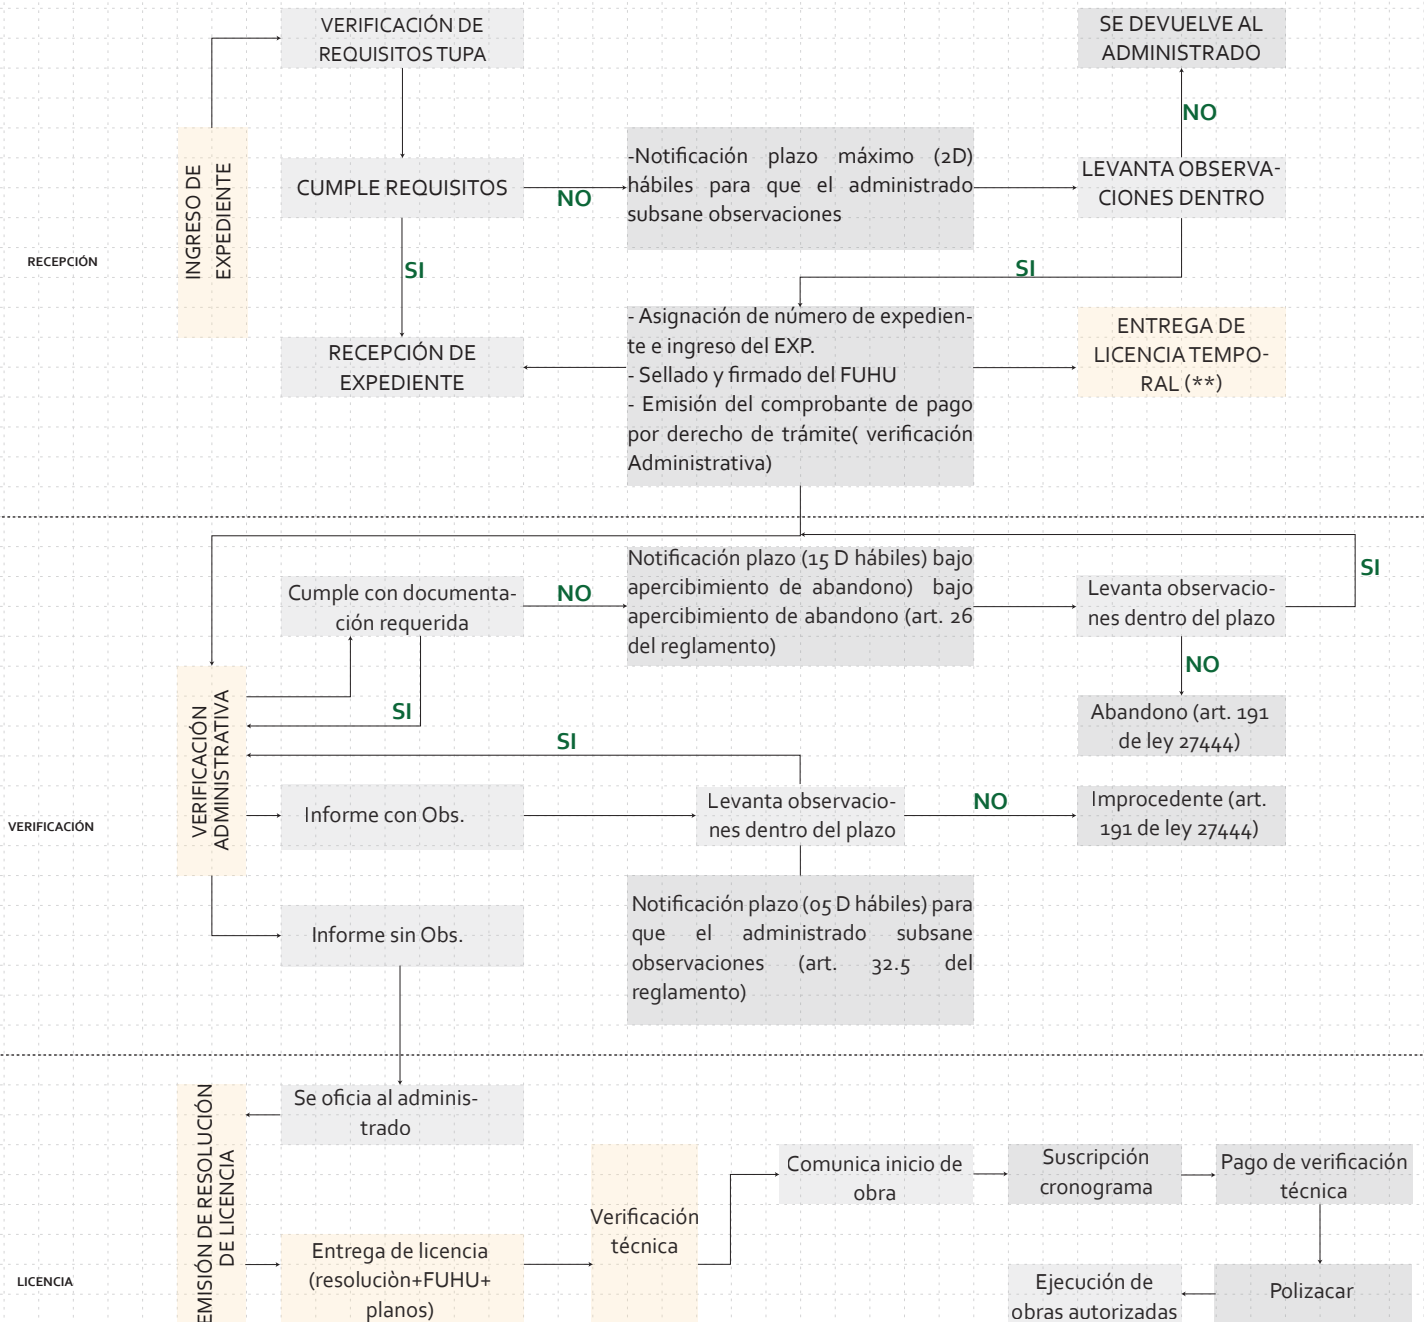 VERIFICACIÓN DE
REQUISITOS TUPA
SE DEVUELVE AL
ADMINISTRADO
NO
INGRESO DE
EXPEDIENTE
CUMPLE REQUISITOS
NO
-Notificación plazo máximo (2D)
hábiles para que el administrado
subsane observaciones
LEVANTA OBSERVA-
CIONES DENTRO
RECEPCIÓN
SI
SI
RECEPCIÓN DE
EXPEDIENTE
- Asignación de número de expedien-
te e ingreso del EXP.
- Sellado y firmado del FUHU
- Emisión del comprobante de pago
por derecho de trámite( verificación
Administrativa)
ENTREGA DE
LICENCIA TEMPO-
RAL (**)
Cumple con documenta-
ción requerida
NO
Notificación plazo (15 D hábiles) bajo
apercibimiento de abandono) bajo
apercibimiento de abandono (art. 26
del reglamento)
Levanta observacio-
nes dentro del plazo
SI
NO
SI
Abandono (art. 191
de ley 27444)
VERIFICACIÓN
ADMINISTRATIVA
SI
VERIFICACIÓN
Informe con Obs.
Levanta observacio-
nes dentro del plazo
NO
Improcedente (art.
191 de ley 27444)
Informe sin Obs.
Notificación plazo (05 D hábiles) para
que el administrado subsane
observaciones (art. 32.5 del
reglamento)
Se oficia al adminis-
trado
EMISIÓN DE RESOLUCIÓN
DE LICENCIA
LICENCIA
Entrega de licencia
(resoluciòn+FUHU+
planos)
Verificación
técnica
Comunica inicio de
obra
Suscripción
cronograma
Pago de verificación
técnica
Ejecución de
obras autorizadas
Polizacar